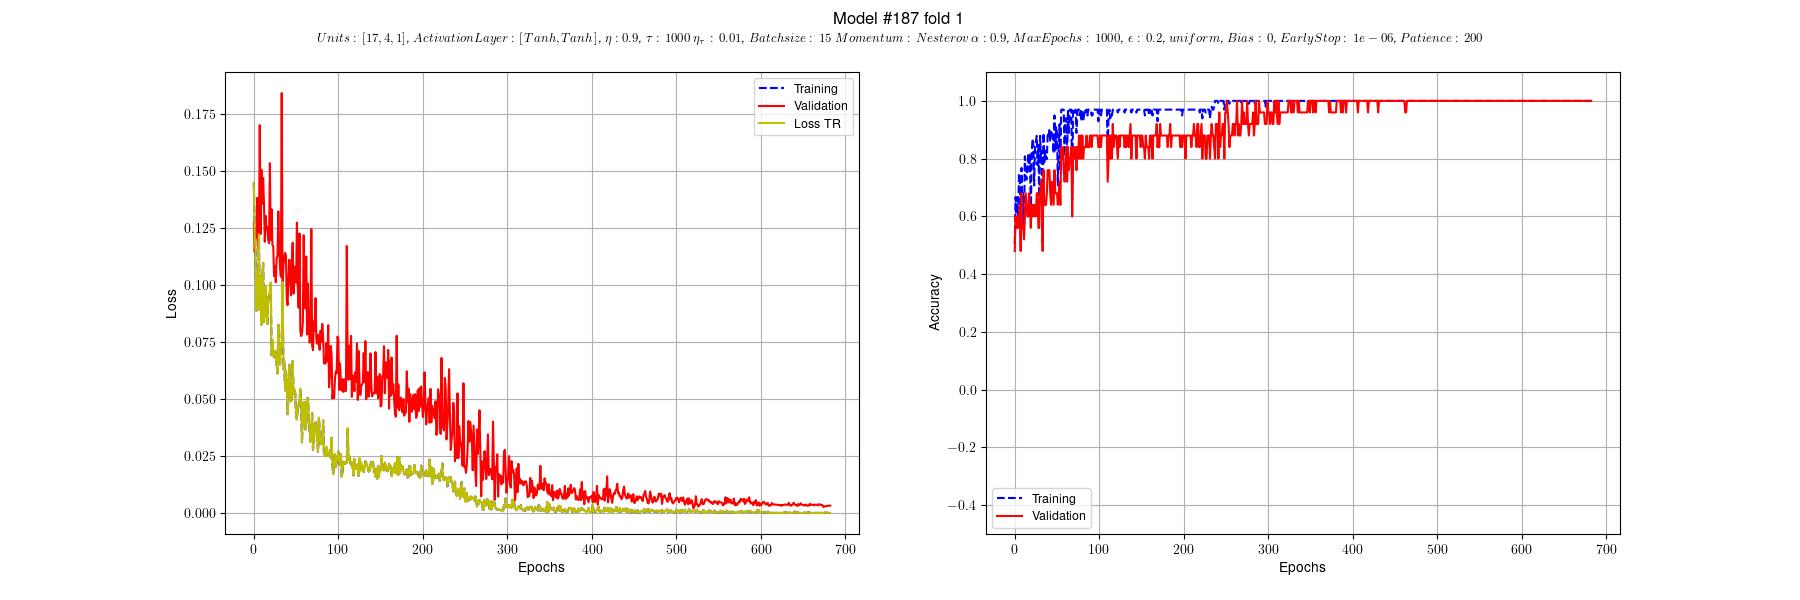 Model #187 fold 1
Units : [17, 4, 1], ActivationLayer : [Tanh, Tanh], η : 0.9, τ : 1000 ητ : 0.01, Batchsize : 15 Momentum : Nesterov α : 0.9, MaxEpochs : 1000, ϵ : 0.2, uniform, Bias : 0, EarlyStop : 1e − 06, Patience : 200
Training
Validation
Loss TR
0.175
0.150
0.125
0.100
0.075
0.050
0.025
0.000
Loss
0 100 200 300 400 500 600 700
Epochs
1.0
0.8
0.6
0.4
0.2
0.0
−0.2
−0.4
Accuracy
Training
Validation
0 100 200 300 400 500 600 700
Epochs